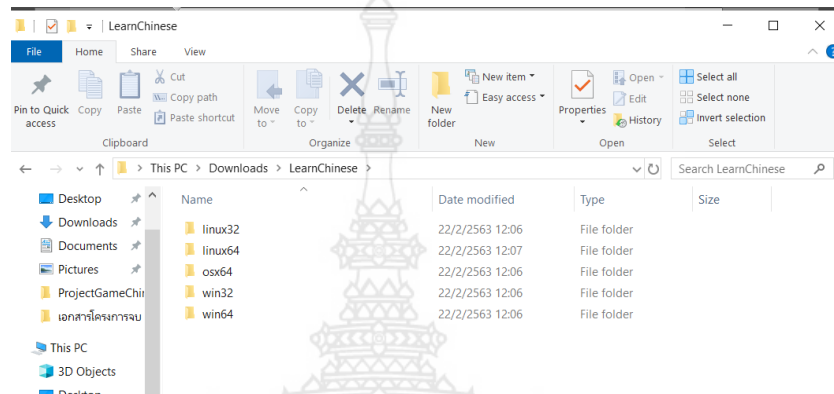 LearnChinese
File Home Share View
Pin to Quick access
Copy
Paste
Cut
Copy path
Paste shortcut
Clipboard
Move to
Copy to
Delete
Rename
Organize
New folder
New item
Easy access
New
Properties
Open
Edit
History
Open
Select all
Select none
Invert selection
Select
This PC > Downloads > LearnChinese >
Search LearnChinese
Desktop
Downloads
Documents
Pictures
ProjectGameChin
เอกสารโครงการจบ
This PC
3D Objects
Desktop
Name Date modified Type Size
linux32 22/2/2563 12:06 File folder
linux64 22/2/2563 12:07 File folder
osx64 22/2/2563 12:06 File folder
win32 22/2/2563 12:06 File folder
win64 22/2/2563 12:06 File folder